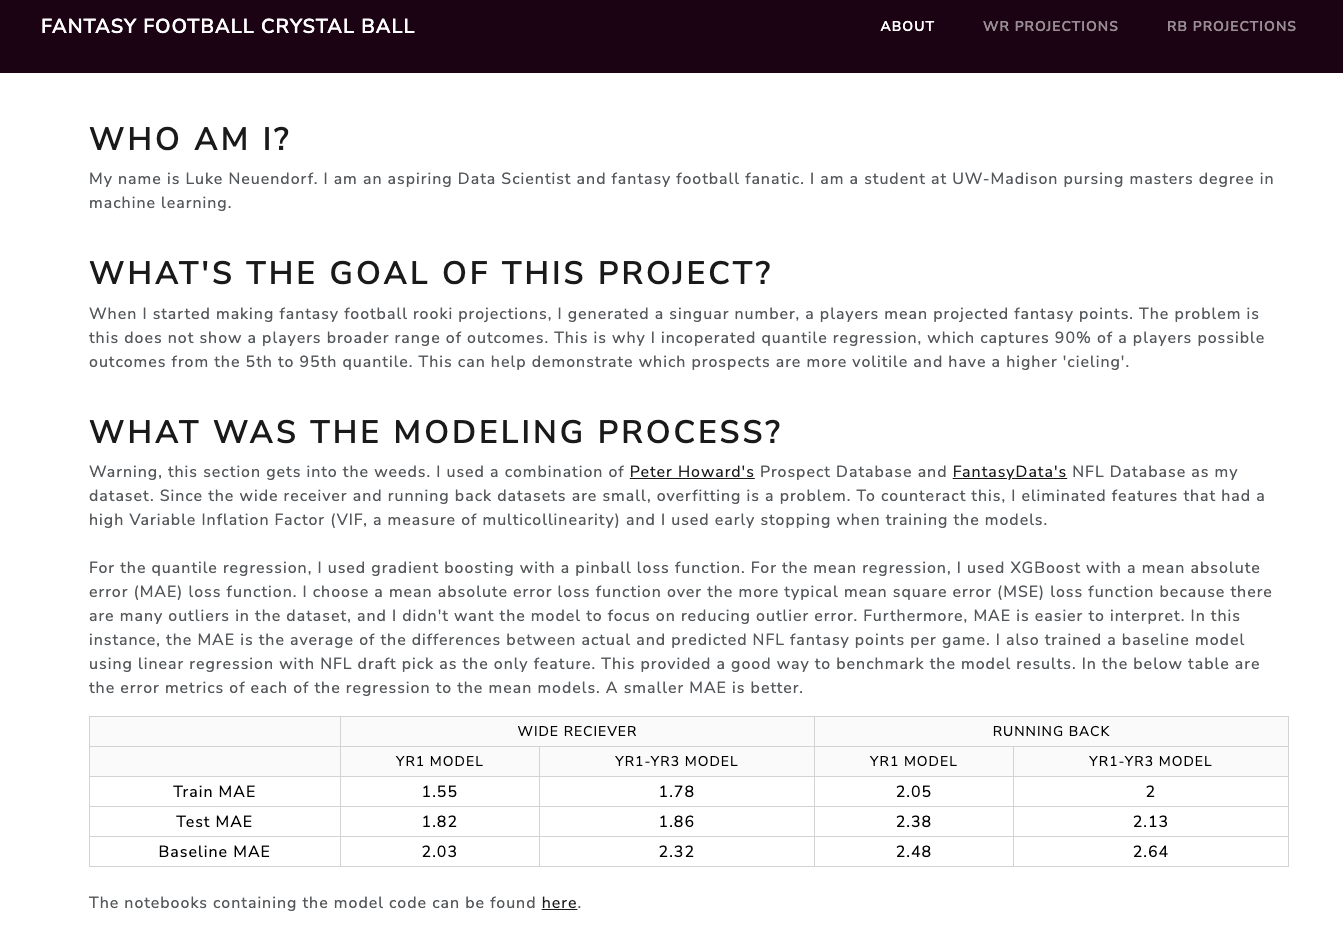 FANTASY FOOTBALL CRYSTAL BALL
ABOUT WR PROJECTIONS RB PROJECTIONS
WHO AM I?
My name is Luke Neuendorf. I am an aspiring Data Scientist and fantasy football fanatic. I am a student at UW-Madison pursing masters degree in
machine learning.
WHAT'S THE GOAL OF THIS PROJECT?
When I started making fantasy football rooki projections, I generated a singuar number, a players mean projected fantasy points. The problem is
this does not show a players broader range of outcomes. This is why I incoperated quantile regression, which captures 90% of a players possible
outcomes from the 5th to 95th quantile. This can help demonstrate which prospects are more volitile and have a higher 'cieling'.
WHAT WAS THE MODELING PROCESS?
Warning, this section gets into the weeds. I used a combination of Peter Howard's Prospect Database and FantasyData's NFL Database as my
dataset. Since the wide receiver and running back datasets are small, overfitting is a problem. To counteract this, I eliminated features that had a
high Variable Inflation Factor (VIF, a measure of multicollinearity) and I used early stopping when training the models.
For the quantile regression, I used gradient boosting with a pinball loss function. For the mean regression, I used XGBoost with a mean absolute
error (MAE) loss function. I choose a mean absolute error loss function over the more typical mean square error (MSE) loss function because there
are many outliers in the dataset, and I didn't want the model to focus on reducing outlier error. Furthermore, MAE is easier to interpret. In this
instance, the MAE is the average of the differences between actual and predicted NFL fantasy points per game. I also trained a baseline model
using linear regression with NFL draft pick as the only feature. This provided a good way to benchmark the model results. In the below table are
the error metrics of each of the regression to the mean models. A smaller MAE is better.
WIDE RECIEVER RUNNING BACK
YR1 MODEL YR1-YR3 MODEL YR1 MODEL YR1-YR3 MODEL
Train MAE 1.55 1.78 2.05 2
Test MAE 1.82 1.86 2.38 2.13
Baseline MAE 2.03 2.32 2.48 2.64
The notebooks containing the model code can be found here.